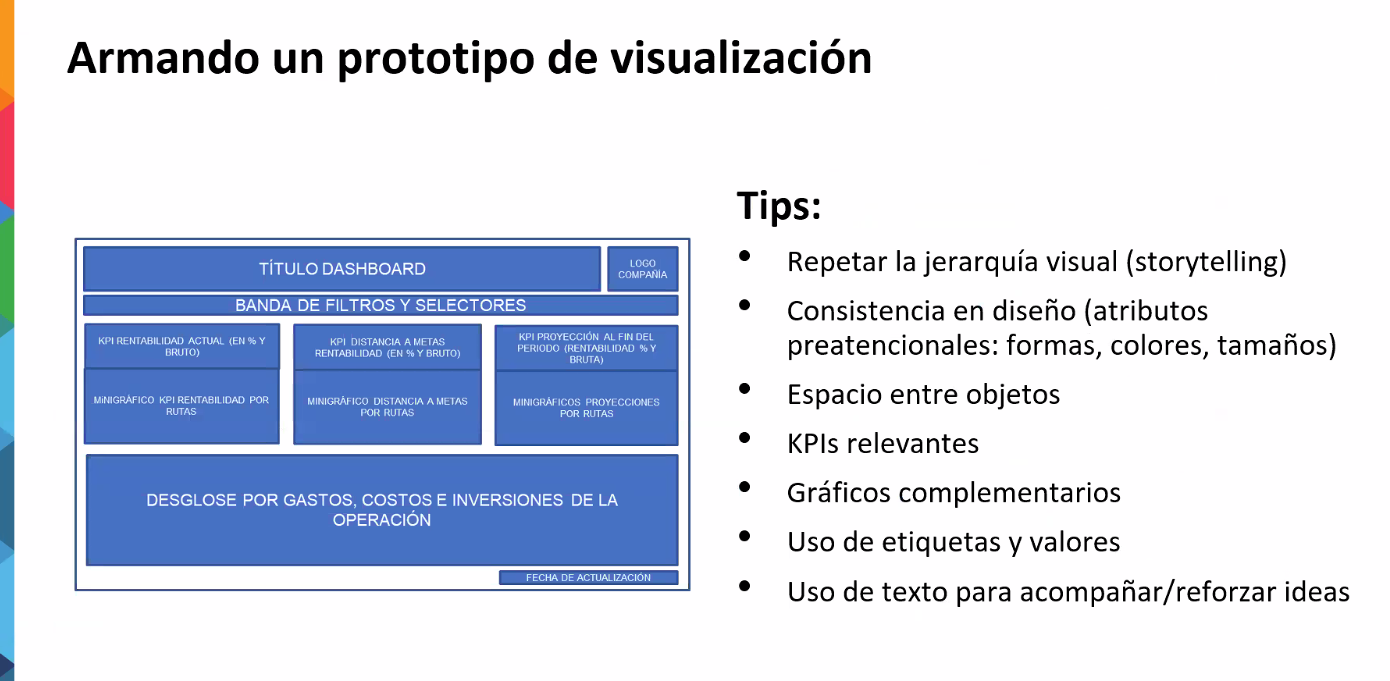 Armando un prototipo de visualización
TÍTULO DASHBOARD
LOGO
COMPAÑÍA
BANDA DE FILTROS Y SELECTORES
KPI RENTABILIDAD ACTUAL (EN % Y
BRUTO)
KPI DISTANCIA A METAS
RENTABILIDAD (EN % Y BRUTO)
KPI PROYECCIÓN AL FIN DEL
PERIODO (RENTABILIDAD % Y
BRUTA)
MINIGRÁFICO KPI RENTABILIDAD POR
RUTAS
MINIGRÁFICO DISTANCIA A METAS
POR RUTAS
MINIGRÁFICOS PROYECCIONES
POR RUTAS
DESGLOSE POR GASTOS, COSTOS E INVERSIONES DE LA
OPERACIÓN
FECHA DE ACTUALIZACIÓN
Tips:
• Repetar la jerarquía visual (storytelling)
• Consistencia en diseño (atributos
preatencionales: formas, colores, tamaños)
• Espacio entre objetos
• KPIs relevantes
• Gráficos complementarios
• Uso de etiquetas y valores
• Uso de texto para acompañar/reforzar ideas